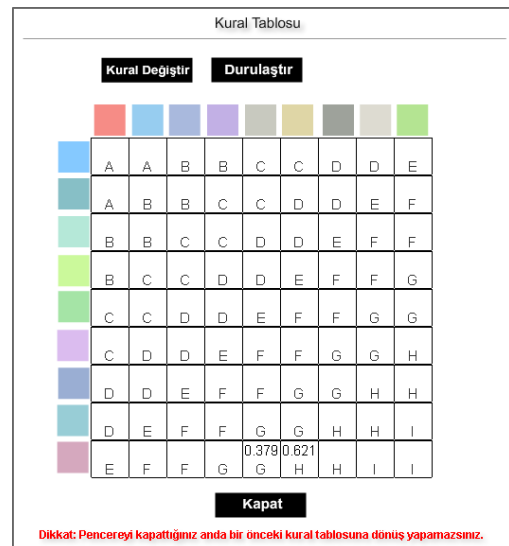 Kural Tablosu
Kural Değiştir Durulaştır
A A B B C C D D E
A B B C C D D E F
B B C C D D E F F
B C C D D E F F G
C C D D E F F G G
C D D E F F G G H
D D E F F G G H H
D E F F G G H H I
0.379 0.621
E F F G G H H I I
Kapat
Dikkat: Pencereyi kapattığınız anda bir önceki kural tablosuna dönüş yapamazsınız.